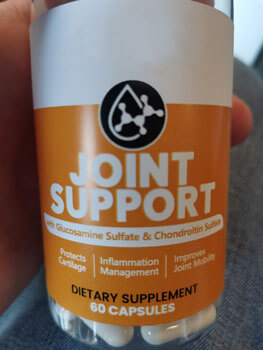 JOINT
SUPPORT
with Glucosamine Sulfate & Chondroitin Sulfate
Protects Cartilage
Inflammation Management
Improves Joint Mobility
DIETARY SUPPLEMENT
60 CAPSULES